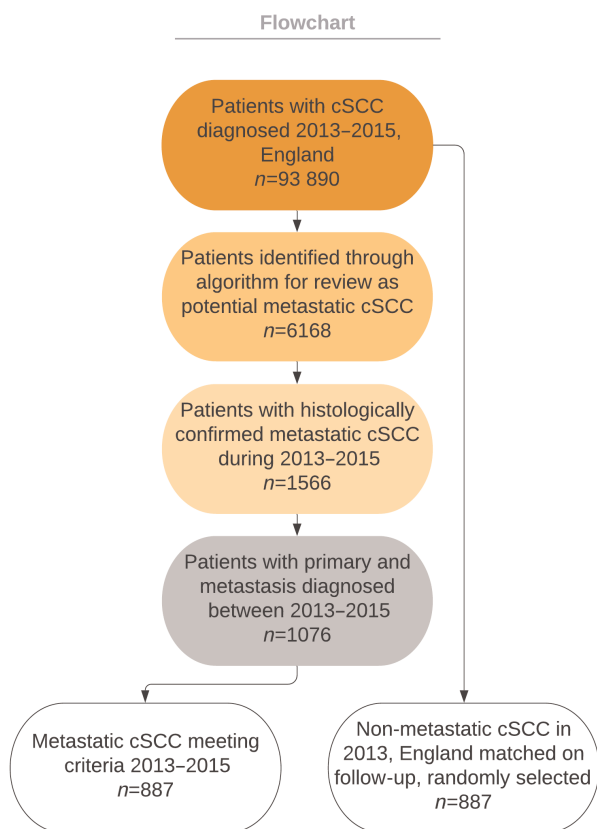 Flowchart
Patients with cSCC
diagnosed 2013–2015,
England
n=93 890
Patients identified through
algorithm for review as
potential metastatic cSCC
n=6168
Patients with histologically
confirmed metastatic cSCC
during 2013–2015
n=1566
Patients with primary and
metastasis diagnosed
between 2013–2015
n=1076
Metastatic cSCC meeting
criteria 2013–2015
n=887
Non-metastatic cSCC in
2013, England matched on
follow-up, randomly selected
n=887